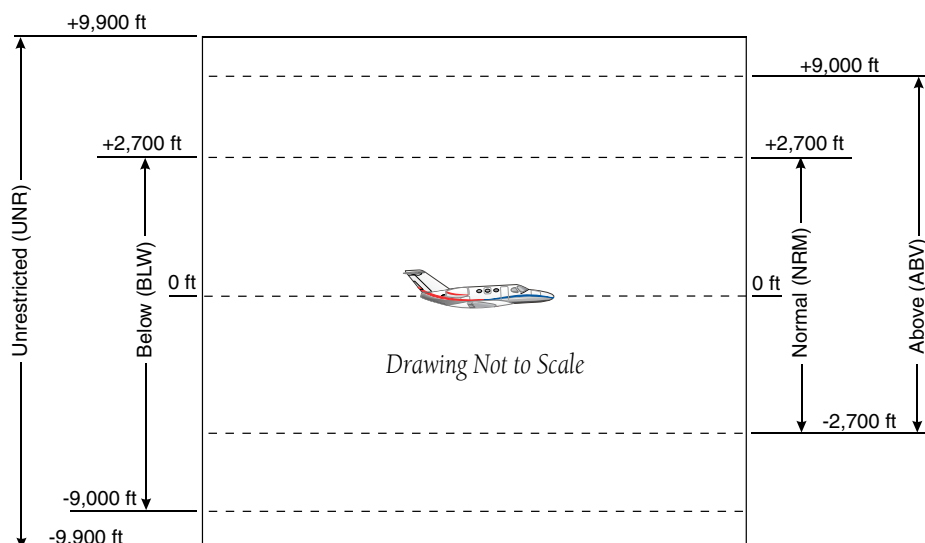 +9,900 ft
+9,000 ft
+2,700 ft
+2,700 ft
Unrestricted (UNR)
Below (BLW)
0 ft
0 ft
Normal (NRM)
Above (ABV)
Drawing Not to Scale
-2,700 ft
-9,000 ft
-9,900 ft